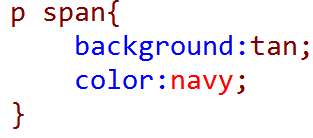 p span{
    background:tan;
    color:navy;
}